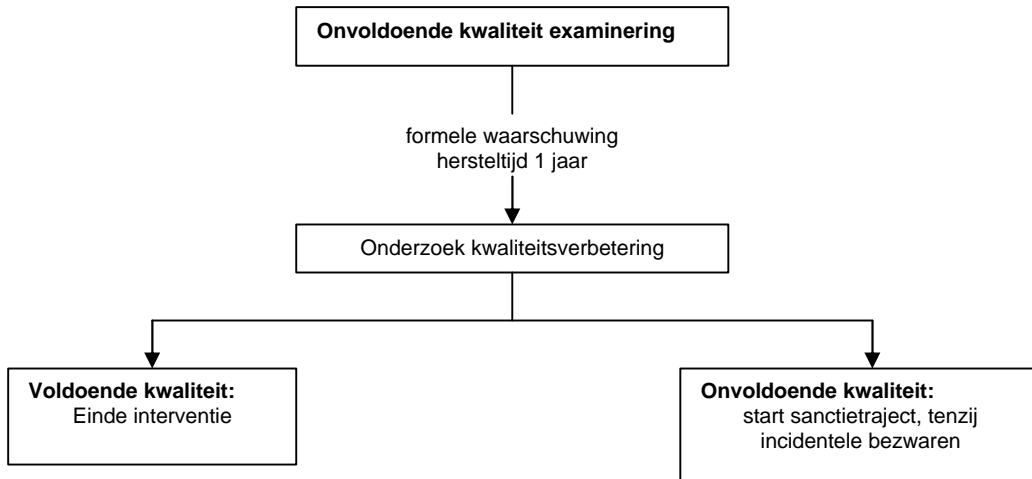 Onvoldoende kwaliteit examinering
formele waarschuwing
hersteltijd 1 jaar
Onderzoek kwaliteitsverbetering
Voldoende kwaliteit:
Einde interventie
Onvoldoende kwaliteit:
start sanctietraject, tenzij
incidentele bezwaren